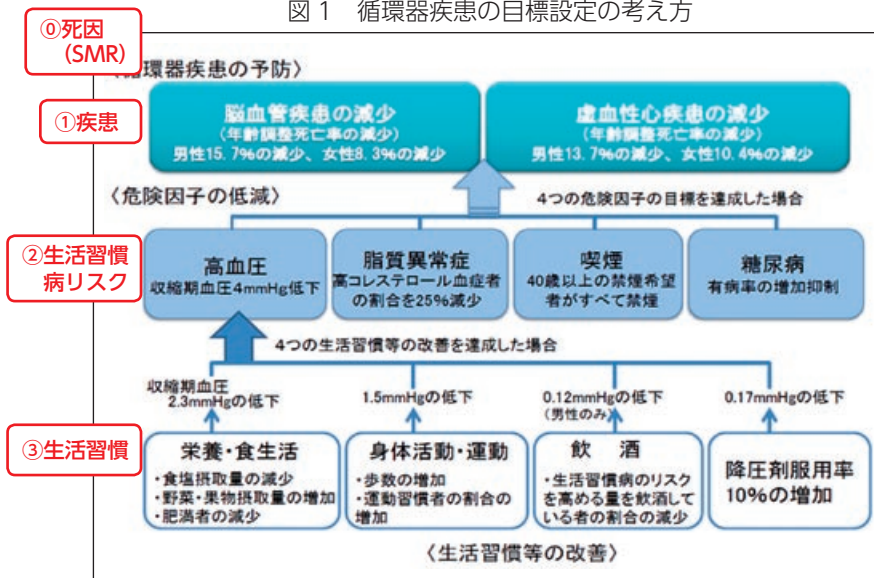 図1 循環器疾患の目標設定の考え方
⓪死因
(SMR)
循環器疾患の予防〉
①疾患
脳血管疾患の減少
(年齢調整死亡率の減少)
男性15.7%の減少、女性8.3%の減少
虚血性心疾患の減少
(年齢調整死亡率の減少)
男性13.7%の減少、女性10.4%の減少
〈危険因子の低減〉
4つの危険因子の目標を達成した場合
②生活習慣
病リスク
高血圧
収縮期血圧4mmHg低下
脂質異常症
高コレステロール血症者
の割合を25%減少
喫煙
40歳以上の禁煙希望
者がすべて禁煙
糖尿病
有病率の増加抑制
4つの生活習慣等の改善を達成した場合
収縮期血圧
2.3mmHgの低下
1.5mmHgの低下
0.12mmHgの低下
(男性のみ)
0.17mmHgの低下
③生活習慣
栄養・食生活
・食塩摂取量の減少
・野菜・果物摂取量の増加
・肥満者の減少
身体活動・運動
・歩数の増加
・運動習慣者の割合の
増加
飲酒
・生活習慣病のリスク
を高める量を飲酒して
いる者の割合の減少
降圧剤服用率
10%の増加
〈生活習慣等の改善〉